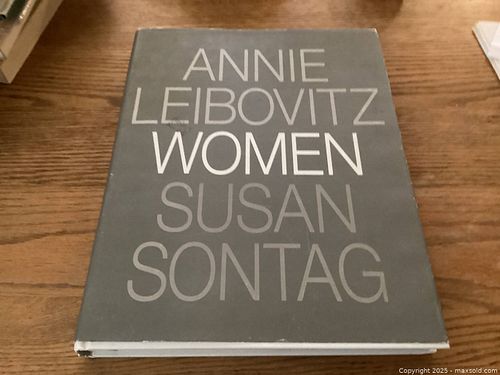 ANNIE
LEIBOVITZ
WOMEN
SUSAN
SONTAG
Copyright 2025 - maxsold.com